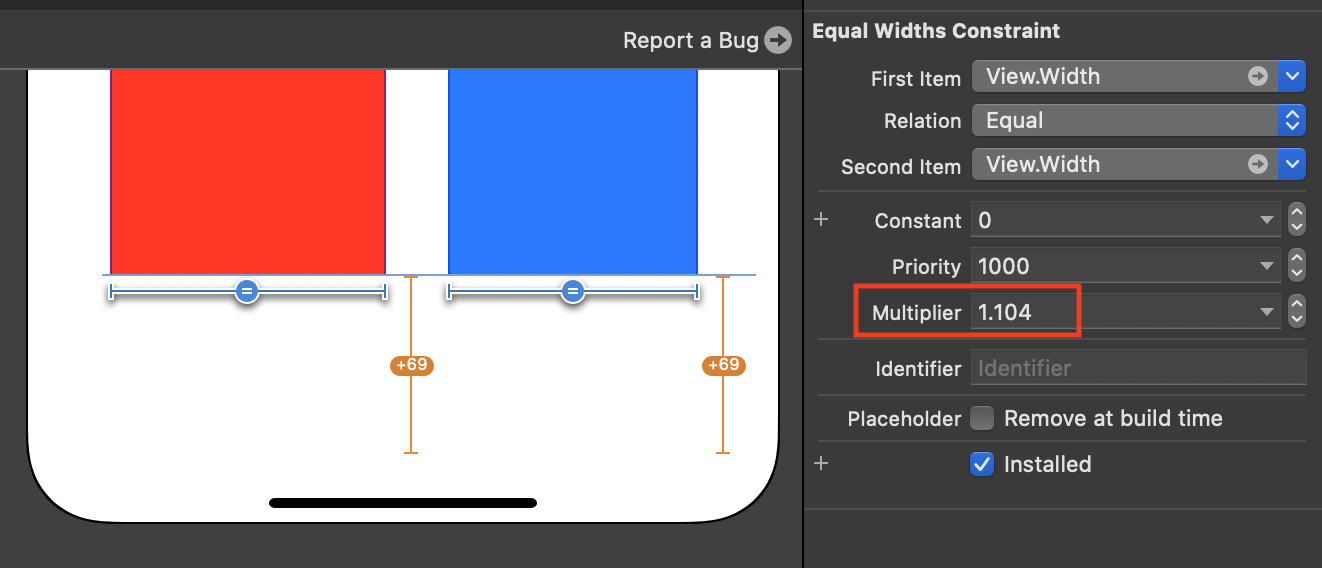 Report a Bug
+69
+69
Equal Widths Constraint
First Item View.Width
Relation Equal
Second Item View.Width
+ Constant 0
Priority 1000
Multiplier 1.104
Identifier Identifier
Placeholder Remove at build time
+ Installed